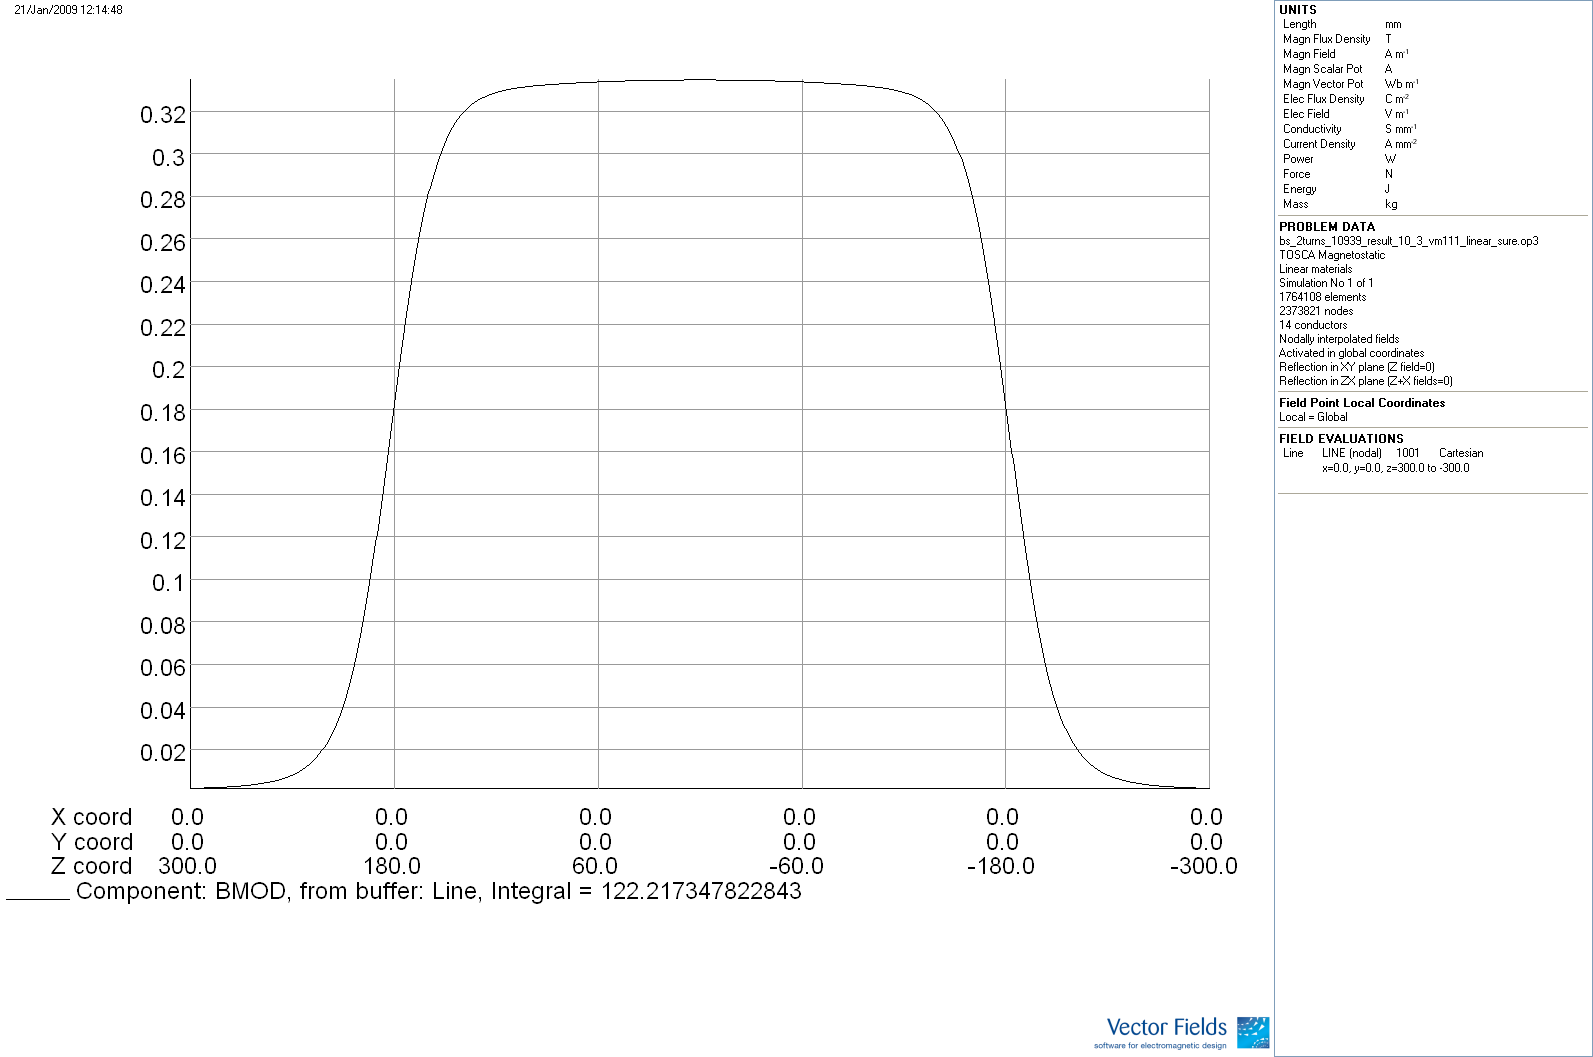 21/Jan/2009 12:14:48
0.32
0.3
0.28
0.26
0.24
0.22
0.2
0.18
0.16
0.14
0.12
0.1
0.08
0.06
0.04
0.02
X coord 0.0 0.0 0.0 0.0 0.0 0.0
Y coord 0.0 0.0 0.0 0.0 0.0 0.0
Z coord 300.0 180.0 60.0 -60.0 -180.0 -300.0
Component: BMOD, from buffer: Line, Integral = 122.217347822843
UNITS
Length mm
Magn Flux Density T
Magn Field A m⁻¹
Magn Scalar Pot A
Magn Vector Pot Wb m⁻¹
Elec Flux Density C m⁻²
Elec Field V m⁻¹
Conductivity S mm⁻¹
Current Density A mm⁻²
Power W
Force N
Energy J
Mass kg
PROBLEM DATA
bs_2turns_10939_result_10_3_vm111_linear_sure.op3
TOSCA Magnetostatic
Linear materials
Simulation No 1 of 1
1764108 elements
2373821 nodes
14 conductors
Nodally interpolated fields
Activated in global coordinates
Reflection in XY plane (Z field=0)
Reflection in ZX plane (Z+X fields=0)
Field Point Local Coordinates
Local = Global
FIELD EVALUATIONS
Line LINE (nodal) 1001 Cartesian
x=0.0, y=0.0, z=300.0 to -300.0
Vector Fields
software for electromagnetic design